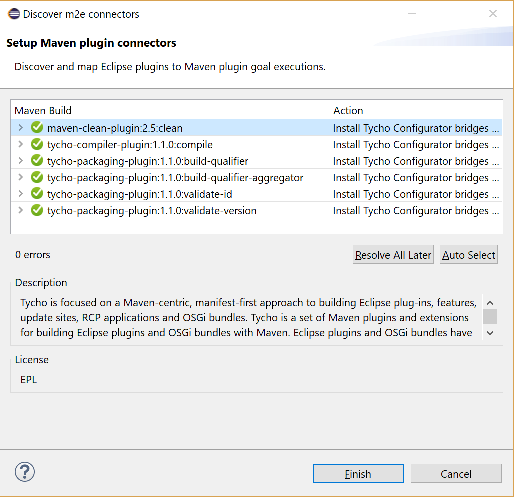 Discover m2e connectors
Setup Maven plugin connectors
Discover and map Eclipse plugins to Maven plugin goal executions.
Maven Build Action
maven-clean-plugin:2.5:clean Install Tycho Configurator bridges ...
tycho-compiler-plugin:1.1.0:compile Install Tycho Configurator bridges ...
tycho-packaging-plugin:1.1.0:build-qualifier Install Tycho Configurator bridges ...
tycho-packaging-plugin:1.1.0:build-qualifier-aggregator Install Tycho Configurator bridges ...
tycho-packaging-plugin:1.1.0:validate-id Install Tycho Configurator bridges ...
tycho-packaging-plugin:1.1.0:validate-version Install Tycho Configurator bridges ...
0 errors Resolve All Later Auto Select
Description
Tycho is focused on a Maven-centric, manifest-first approach to building Eclipse plug-ins, features,
update sites, RCP applications and OSGi bundles. Tycho is a set of Maven plugins and extensions
for building Eclipse plugins and OSGi bundles with Maven. Eclipse plugins and OSGi bundles have
License
EPL
? Finish Cancel